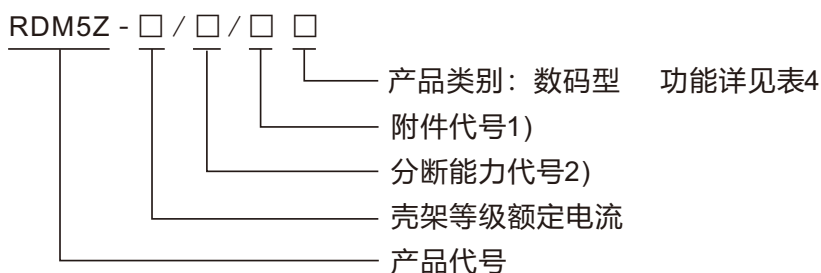 RDM5Z - □ / □ / □ □
产品类别：数码型 功能详见表4
附件代号1)
分断能力代号2)
壳架等级额定电流
产品代号